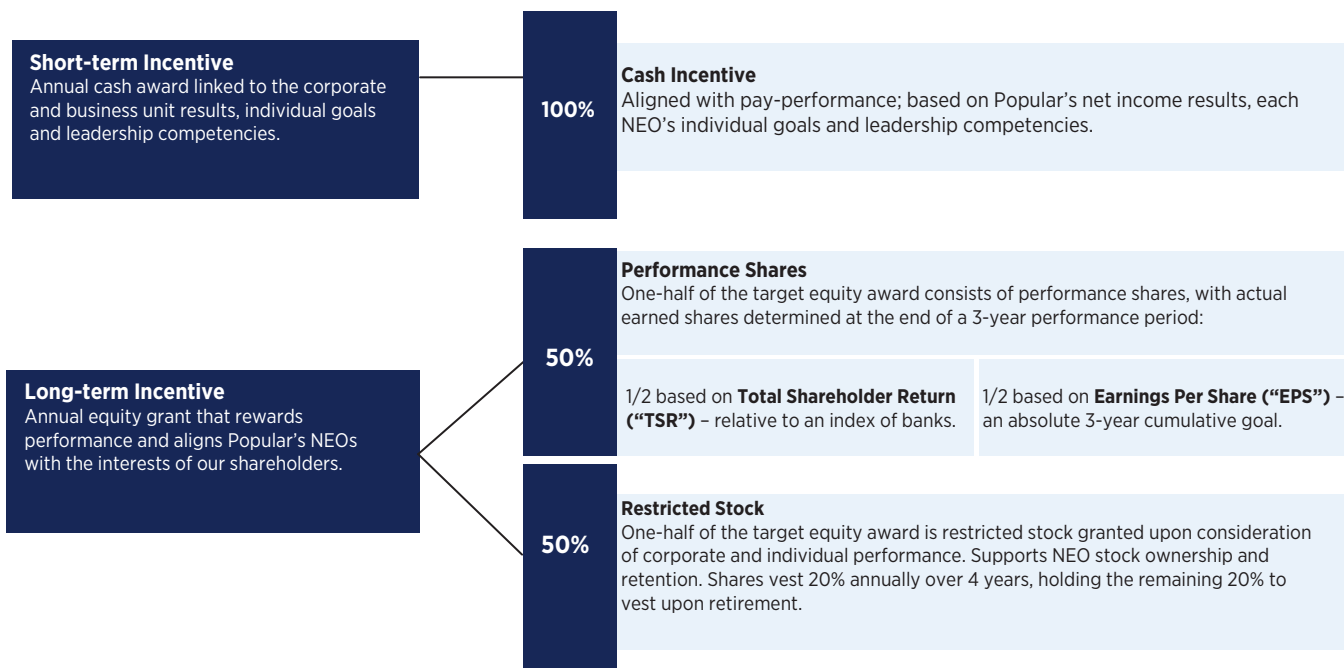 Short-term Incentive
Annual cash award linked to the corporate
and business unit results, individual goals
and leadership competencies.
100%
Cash Incentive
Aligned with pay-performance; based on Popular’s net income results, each
NEO’s individual goals and leadership competencies.
Long-term Incentive
Annual equity grant that rewards
performance and aligns Popular’s NEOs
with the interests of our shareholders.
50%
Performance Shares
One-half of the target equity award consists of performance shares, with actual
earned shares determined at the end of a 3-year performance period:
1/2 based on Total Shareholder Return
(“TSR”) – relative to an index of banks.
1/2 based on Earnings Per Share (“EPS”) –
an absolute 3-year cumulative goal.
50%
Restricted Stock
One-half of the target equity award is restricted stock granted upon consideration
of corporate and individual performance. Supports NEO stock ownership and
retention. Shares vest 20% annually over 4 years, holding the remaining 20% to
vest upon retirement.